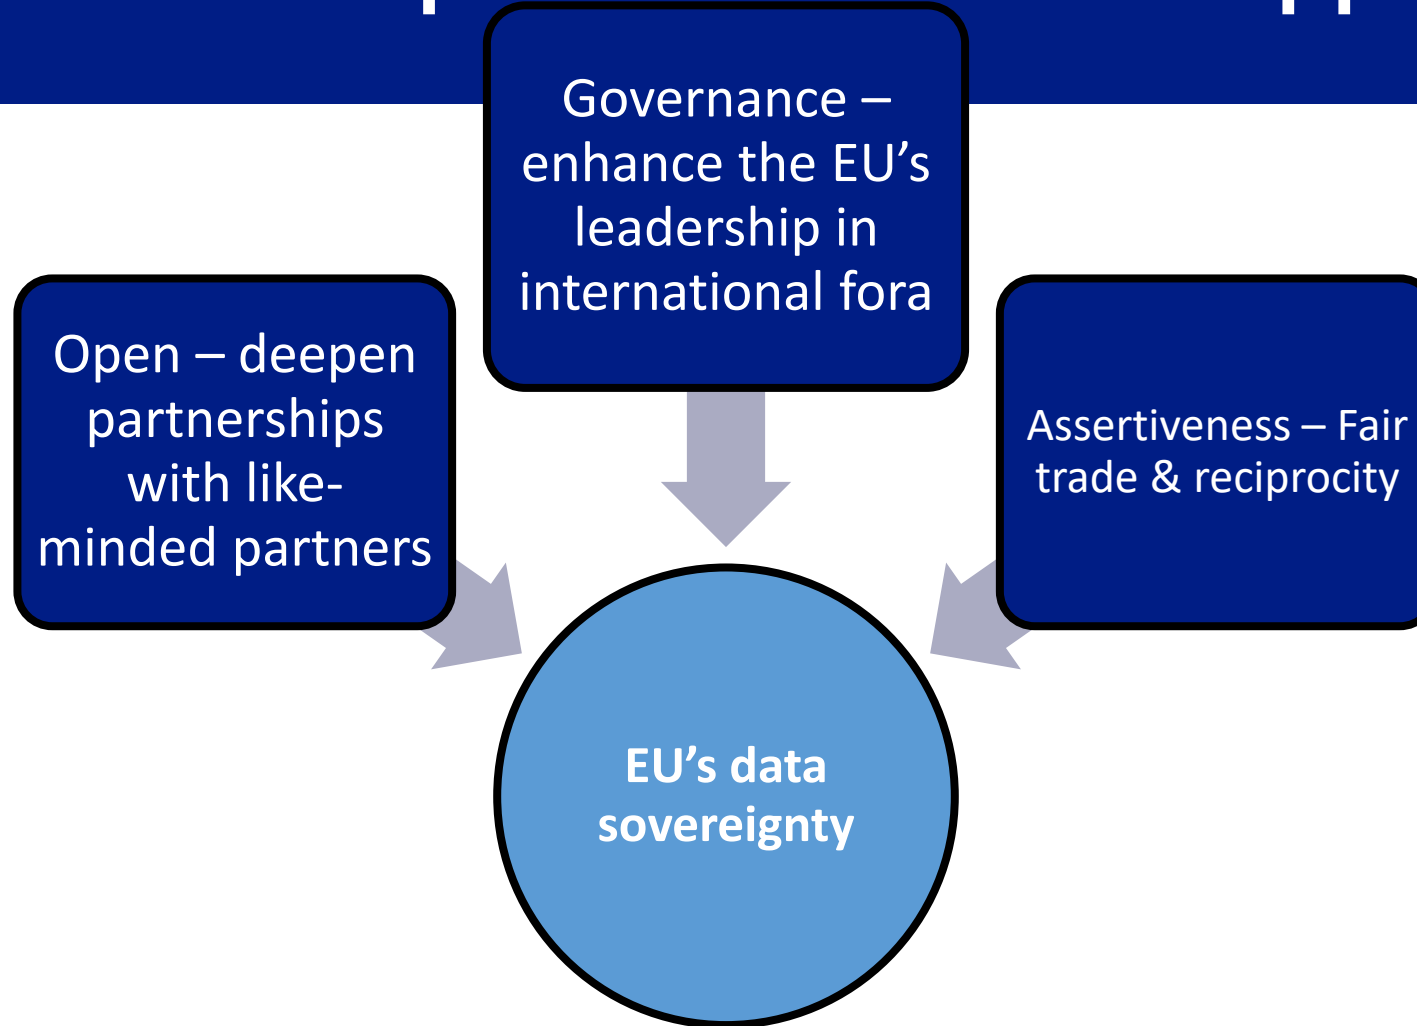 Governance –
enhance the EU’s
leadership in
international fora
Open – deepen
partnerships
with like-
minded partners
Assertiveness – Fair
trade & reciprocity
EU’s data
sovereignty